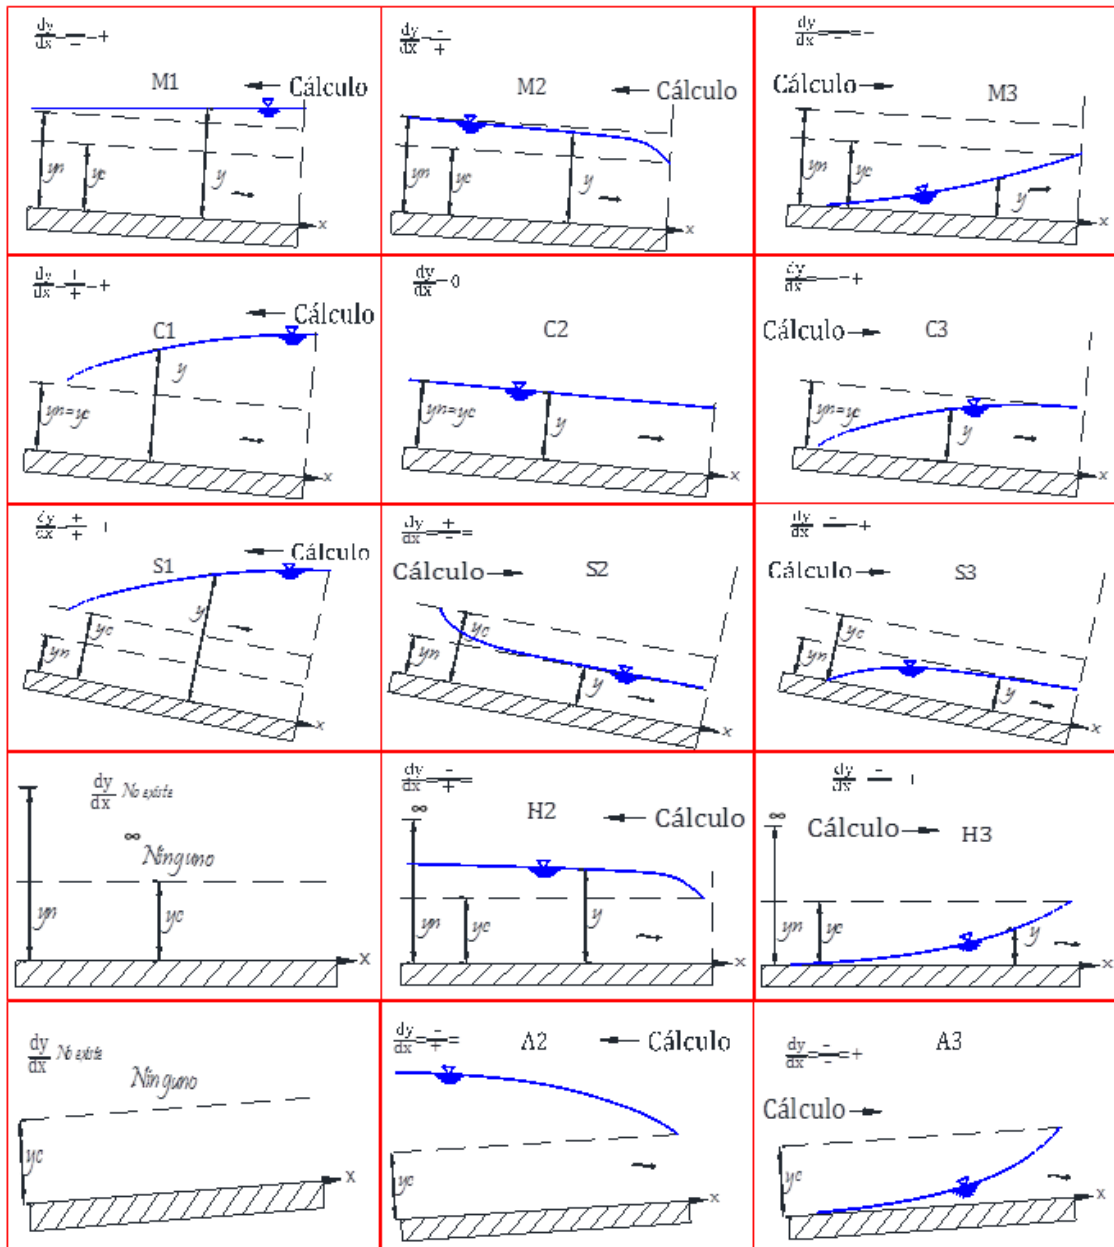 dy/dx
M1
Cálculo
yn
yc
y
x
dy/dx = -/+
M2
Cálculo
yn
yc
y
x
dy/dx
Cálculo
M3
yn
yc
y
x
dy/dx = +/+ = +
Cálculo
C1
y
yn=yc
x
dy/dx = 0
C2
yn=yc
y
x
dy/dx
Cálculo
C3
yn=yc
y
x
dy/dx = +/+ +
Cálculo
S1
y
yc
yn
x
dy/dx = +/- =
Cálculo
S2
yc
yn
y
x
dy/dx
Cálculo
S3
yc
yn
y
x
dy/dx No existe
∞
Ninguno
yn
yc
x
dy/dx = -/+ =
H2
∞
Cálculo
yn
yc
y
x
dy/dx
∞
Cálculo
H3
yn
yc
y
x
dy/dx No existe
Ninguno
yc
x
dy/dx = -/+ =
A2
Cálculo
yc
x
dy/dx = -/- = +
A3
Cálculo
yc
x